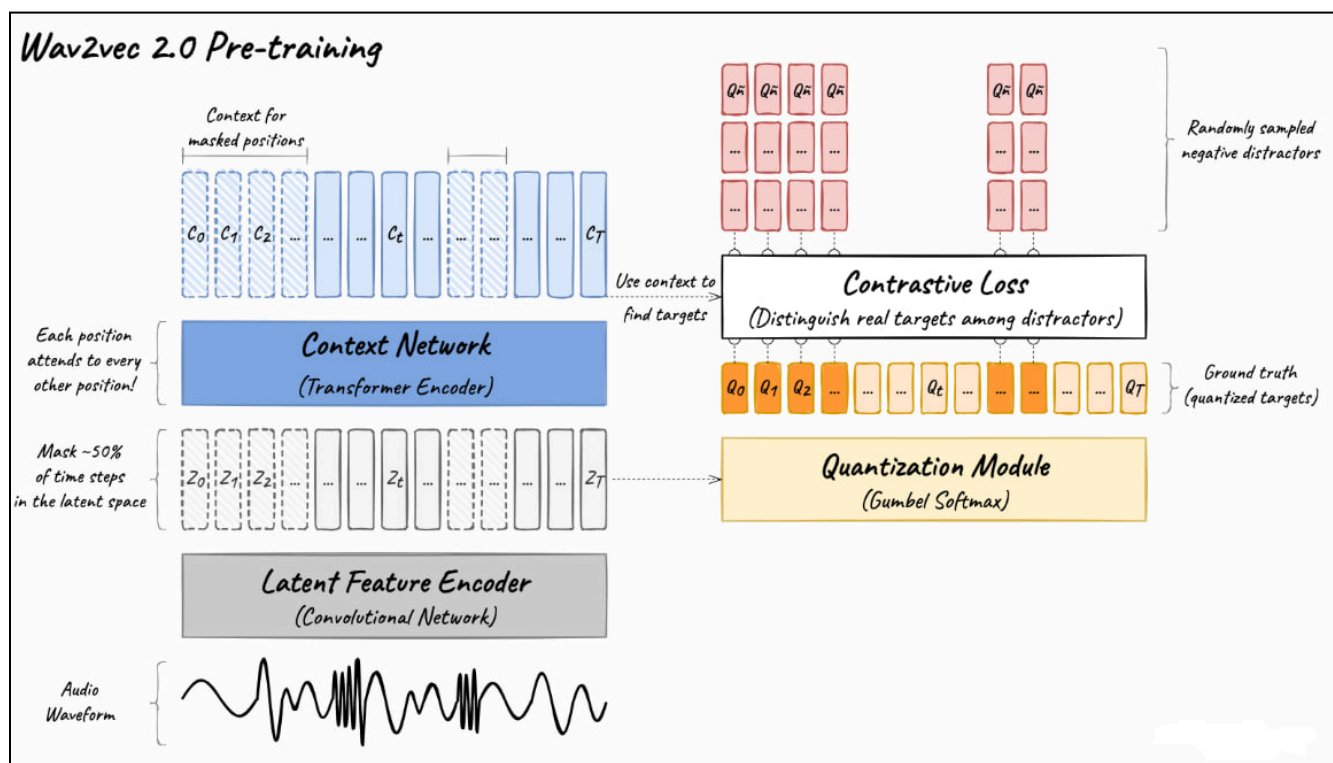 Wav2vec 2.0 Pre-training
Context for
masked positions
C0 C1 C2 ... ... ... Ct ... ... ... ... ... CT
Each position
attends to every
other position!
Context Network
(Transformer Encoder)
Mask ~50%
of time steps
in the latent space
Z0 Z1 Z2 ... ... ... Zt ... ... ... ... ... ZT
Latent Feature Encoder
(Convolutional Network)
Audio
Waveform
Qñ Qñ Qñ Qñ Qñ Qñ
... ... ... ... ... ...
... ... ... ... ... ...
Randomly sampled
negative distractors
Use context to
find targets
Contrastive Loss
(Distinguish real targets among distractors)
Q0 Q1 Q2 ... ... ... Qt ... ... ... ... ... QT
Ground truth
(quantized targets)
Quantization Module
(Gumbel Softmax)